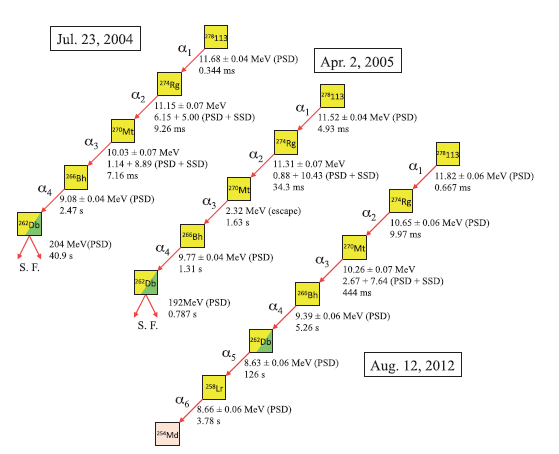 Jul. 23, 2004
²⁷⁸113
α₁
11.68 ± 0.04 MeV (PSD)
0.344 ms
²⁷⁴Rg
α₂
11.15 ± 0.07 MeV
6.15 + 5.00 (PSD + SSD)
9.26 ms
²⁷⁰Mt
α₃
10.03 ± 0.07 MeV
1.14 + 8.89 (PSD + SSD)
7.16 ms
²⁶⁶Bh
α₄
9.08 ± 0.04 MeV (PSD)
2.47 s
²⁶²Db
204 MeV(PSD)
40.9 s
S. F.
Apr. 2, 2005
²⁷⁸113
α₁
11.52 ± 0.04 MeV (PSD)
4.93 ms
²⁷⁴Rg
α₂
11.31 ± 0.07 MeV
0.88 + 10.43 (PSD + SSD)
34.3 ms
²⁷⁰Mt
α₃
2.32 MeV (escape)
1.63 s
²⁶⁶Bh
α₄
9.77 ± 0.04 MeV (PSD)
1.31 s
²⁶²Db
192MeV (PSD)
0.787 s
S. F.
²⁷⁸113
α₁
11.82 ± 0.06 MeV (PSD)
0.667 ms
²⁷⁴Rg
α₂
10.65 ± 0.06 MeV (PSD)
9.97 ms
²⁷⁰Mt
α₃
10.26 ± 0.07 MeV
2.67 + 7.64 (PSD + SSD)
444 ms
²⁶⁶Bh
α₄
9.39 ± 0.06 MeV (PSD)
5.26 s
²⁶²Db
α₅
8.63 ± 0.06 MeV (PSD)
126 s
²⁵⁸Lr
α₆
8.66 ± 0.06 MeV (PSD)
3.78 s
²⁵⁴Md
Aug. 12, 2012